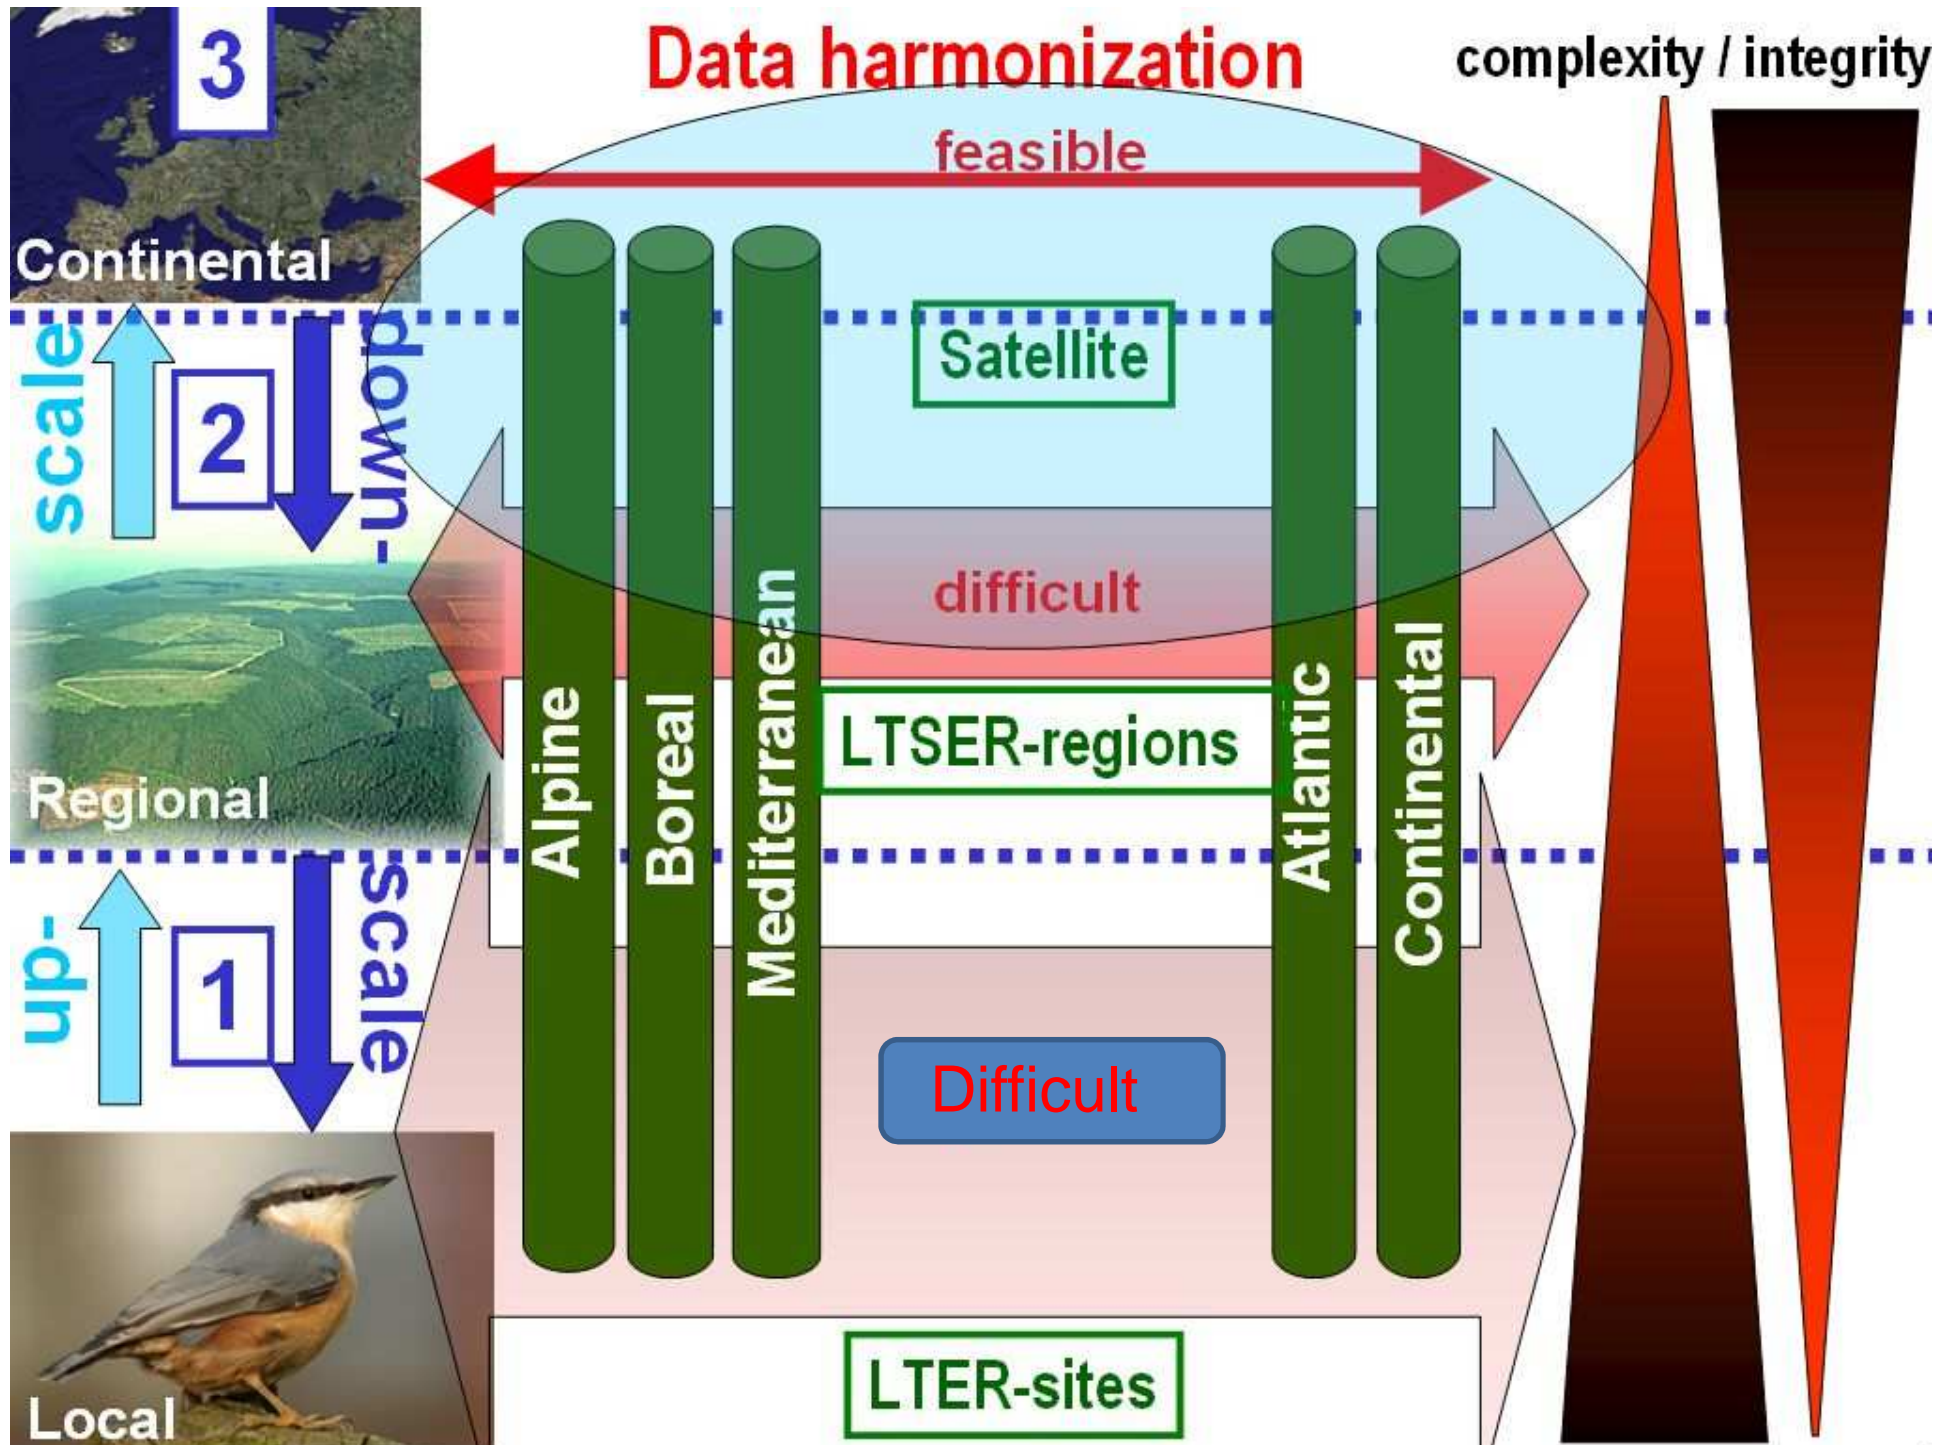 3
Data harmonization
complexity / integrity
feasible
Continental
Satellite
scale
2
down-
difficult
Regional
LTSER-regions
Alpine
Boreal
Mediterranean
Atlantic
Continental
up-
1
scale
Difficult
Local
LTER-sites